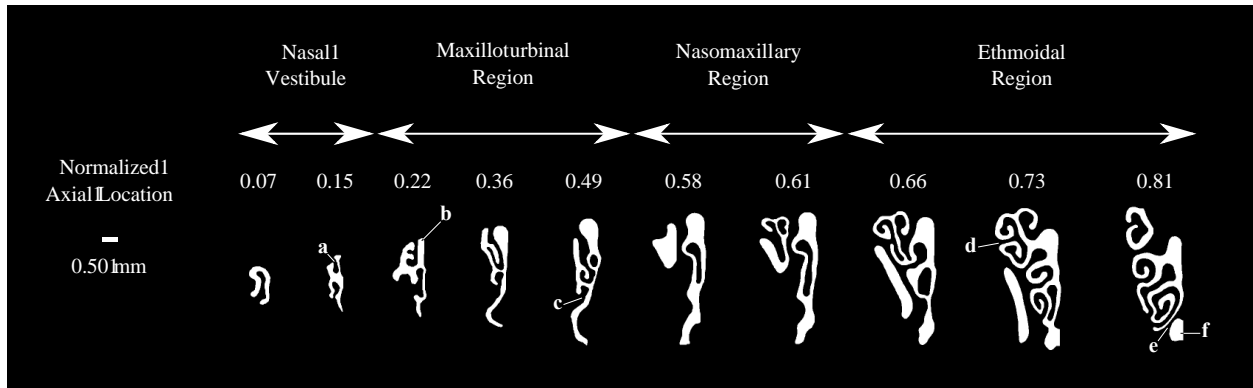 Nasal1 Vestibule
Maxilloturbinal Region
Nasomaxillary Region
Ethmoidal Region
Normalized1 Axial1Location
0.07 0.15 0.22 0.36 0.49 0.58 0.61 0.66 0.73 0.81
0.501mm
a
b
c
d
e
f